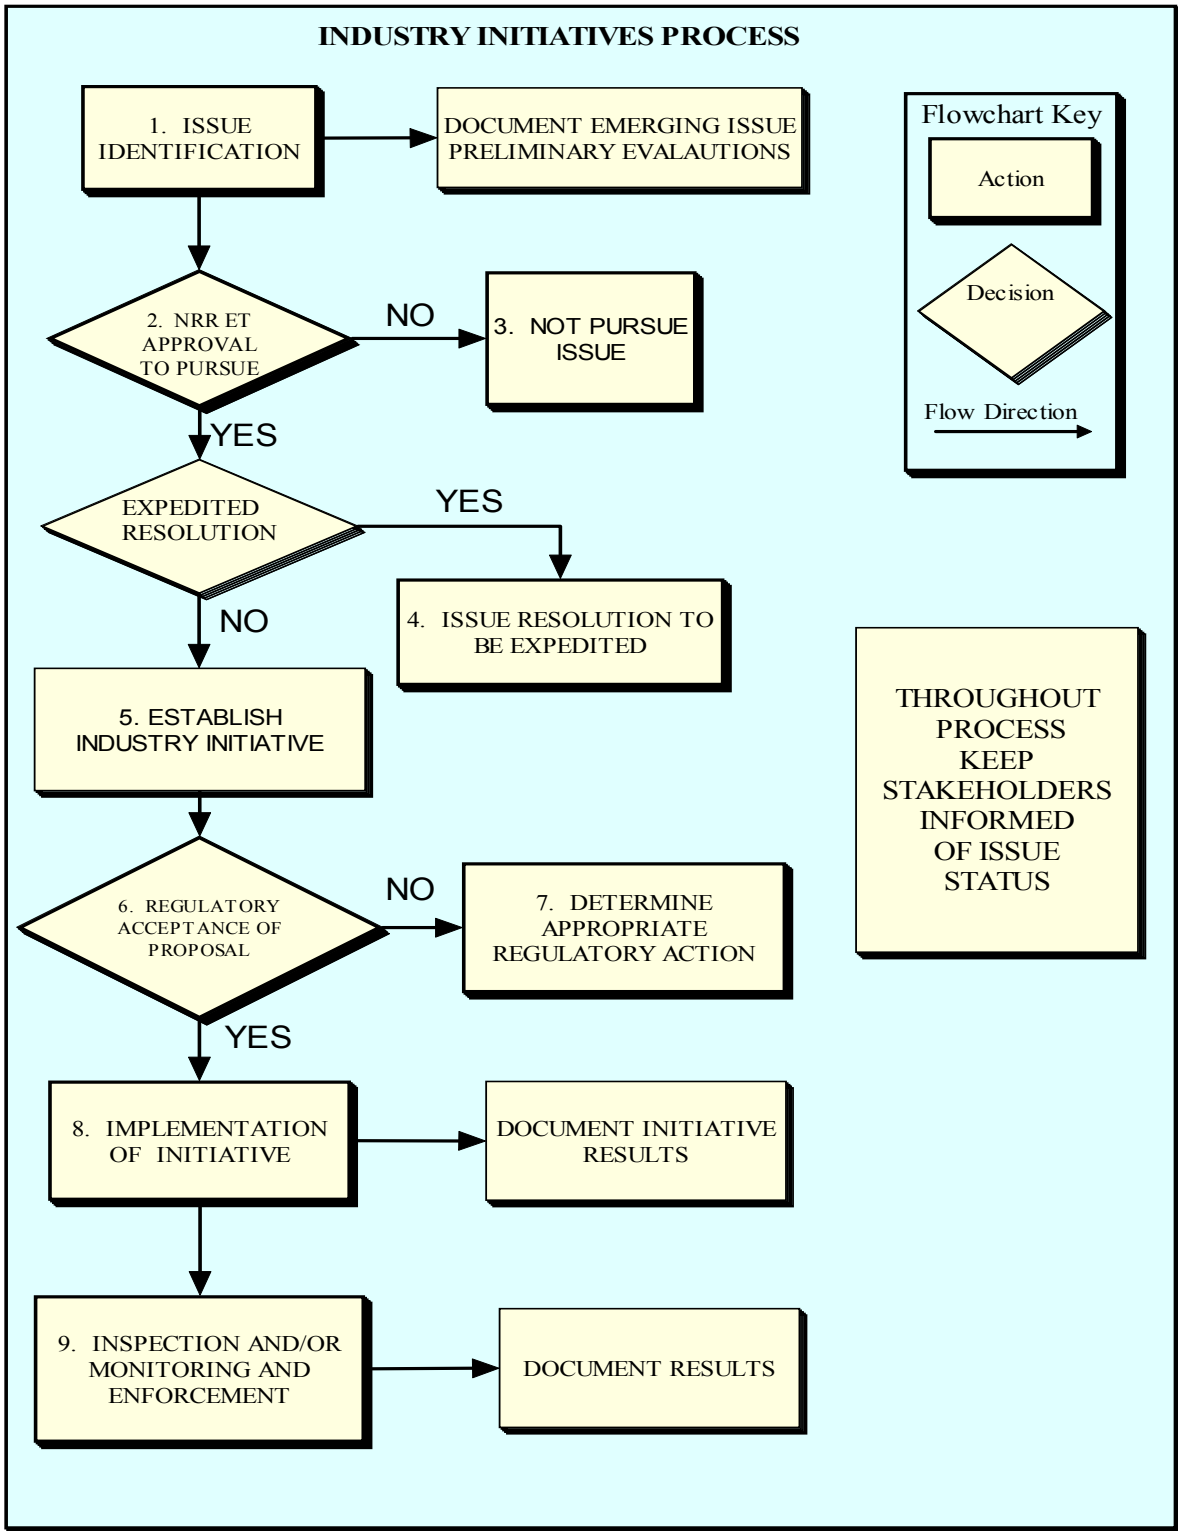 INDUSTRY INITIATIVES PROCESS
1. ISSUE
IDENTIFICATION
DOCUMENT EMERGING ISSUE
PRELIMINARY EVALAUTIONS
Flowchart Key
Action
Decision
Flow Direction
2. NRR ET
APPROVAL
TO PURSUE
NO
3. NOT PURSUE
ISSUE
YES
EXPEDITED
RESOLUTION
YES
4. ISSUE RESOLUTION TO
BE EXPEDITED
NO
5. ESTABLISH
INDUSTRY INITIATIVE
THROUGHOUT
PROCESS
KEEP
STAKEHOLDERS
INFORMED
OF ISSUE
STATUS
6. REGULATORY
ACCEPTANCE OF
PROPOSAL
NO
7. DETERMINE
APPROPRIATE
REGULATORY ACTION
YES
8. IMPLEMENTATION
OF INITIATIVE
DOCUMENT INITIATIVE
RESULTS
9. INSPECTION AND/OR
MONITORING AND
ENFORCEMENT
DOCUMENT RESULTS